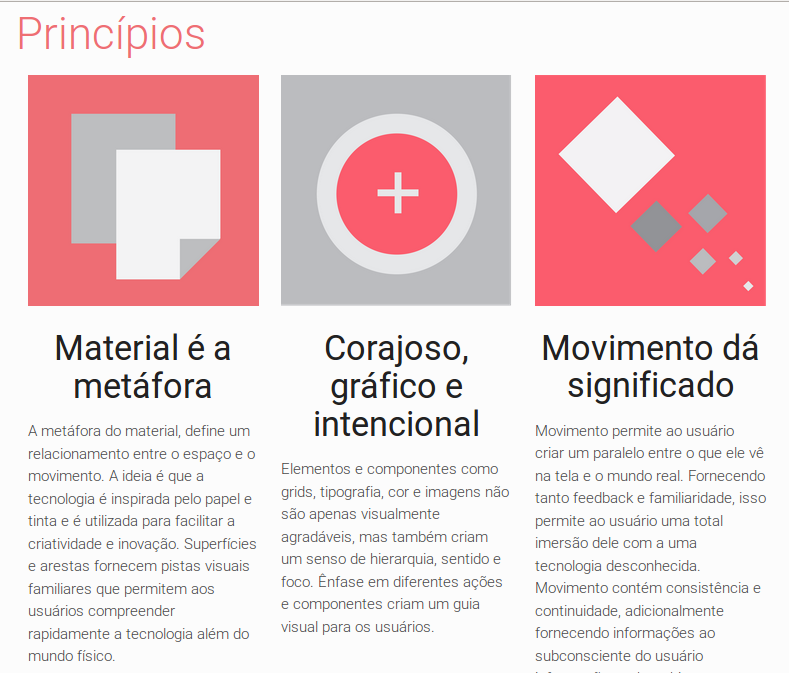 Princípios
Material é a
metáfora
A metáfora do material, define um
relacionamento entre o espaço e o
movimento. A ideia é que a
tecnologia é inspirada pelo papel e
tinta e é utilizada para facilitar a
criatividade e inovação. Superfícies
e arestas fornecem pistas visuais
familiares que permitem aos
usuários compreender
rapidamente a tecnologia além do
mundo físico.
Corajoso,
gráfico e
intencional
Elementos e componentes como
grids, tipografia, cor e imagens não
são apenas visualmente
agradáveis, mas também criam
um senso de hierarquia, sentido e
foco. Ênfase em diferentes ações
e componentes criam um guia
visual para os usuários.
Movimento dá
significado
Movimento permite ao usuário
criar um paralelo entre o que ele vê
na tela e o mundo real. Fornecendo
tanto feedback e familiaridade, isso
permite ao usuário uma total
imersão dele com a uma
tecnologia desconhecida.
Movimento contém consistência e
continuidade, adicionalmente
fornecendo informações ao
subconsciente do usuário